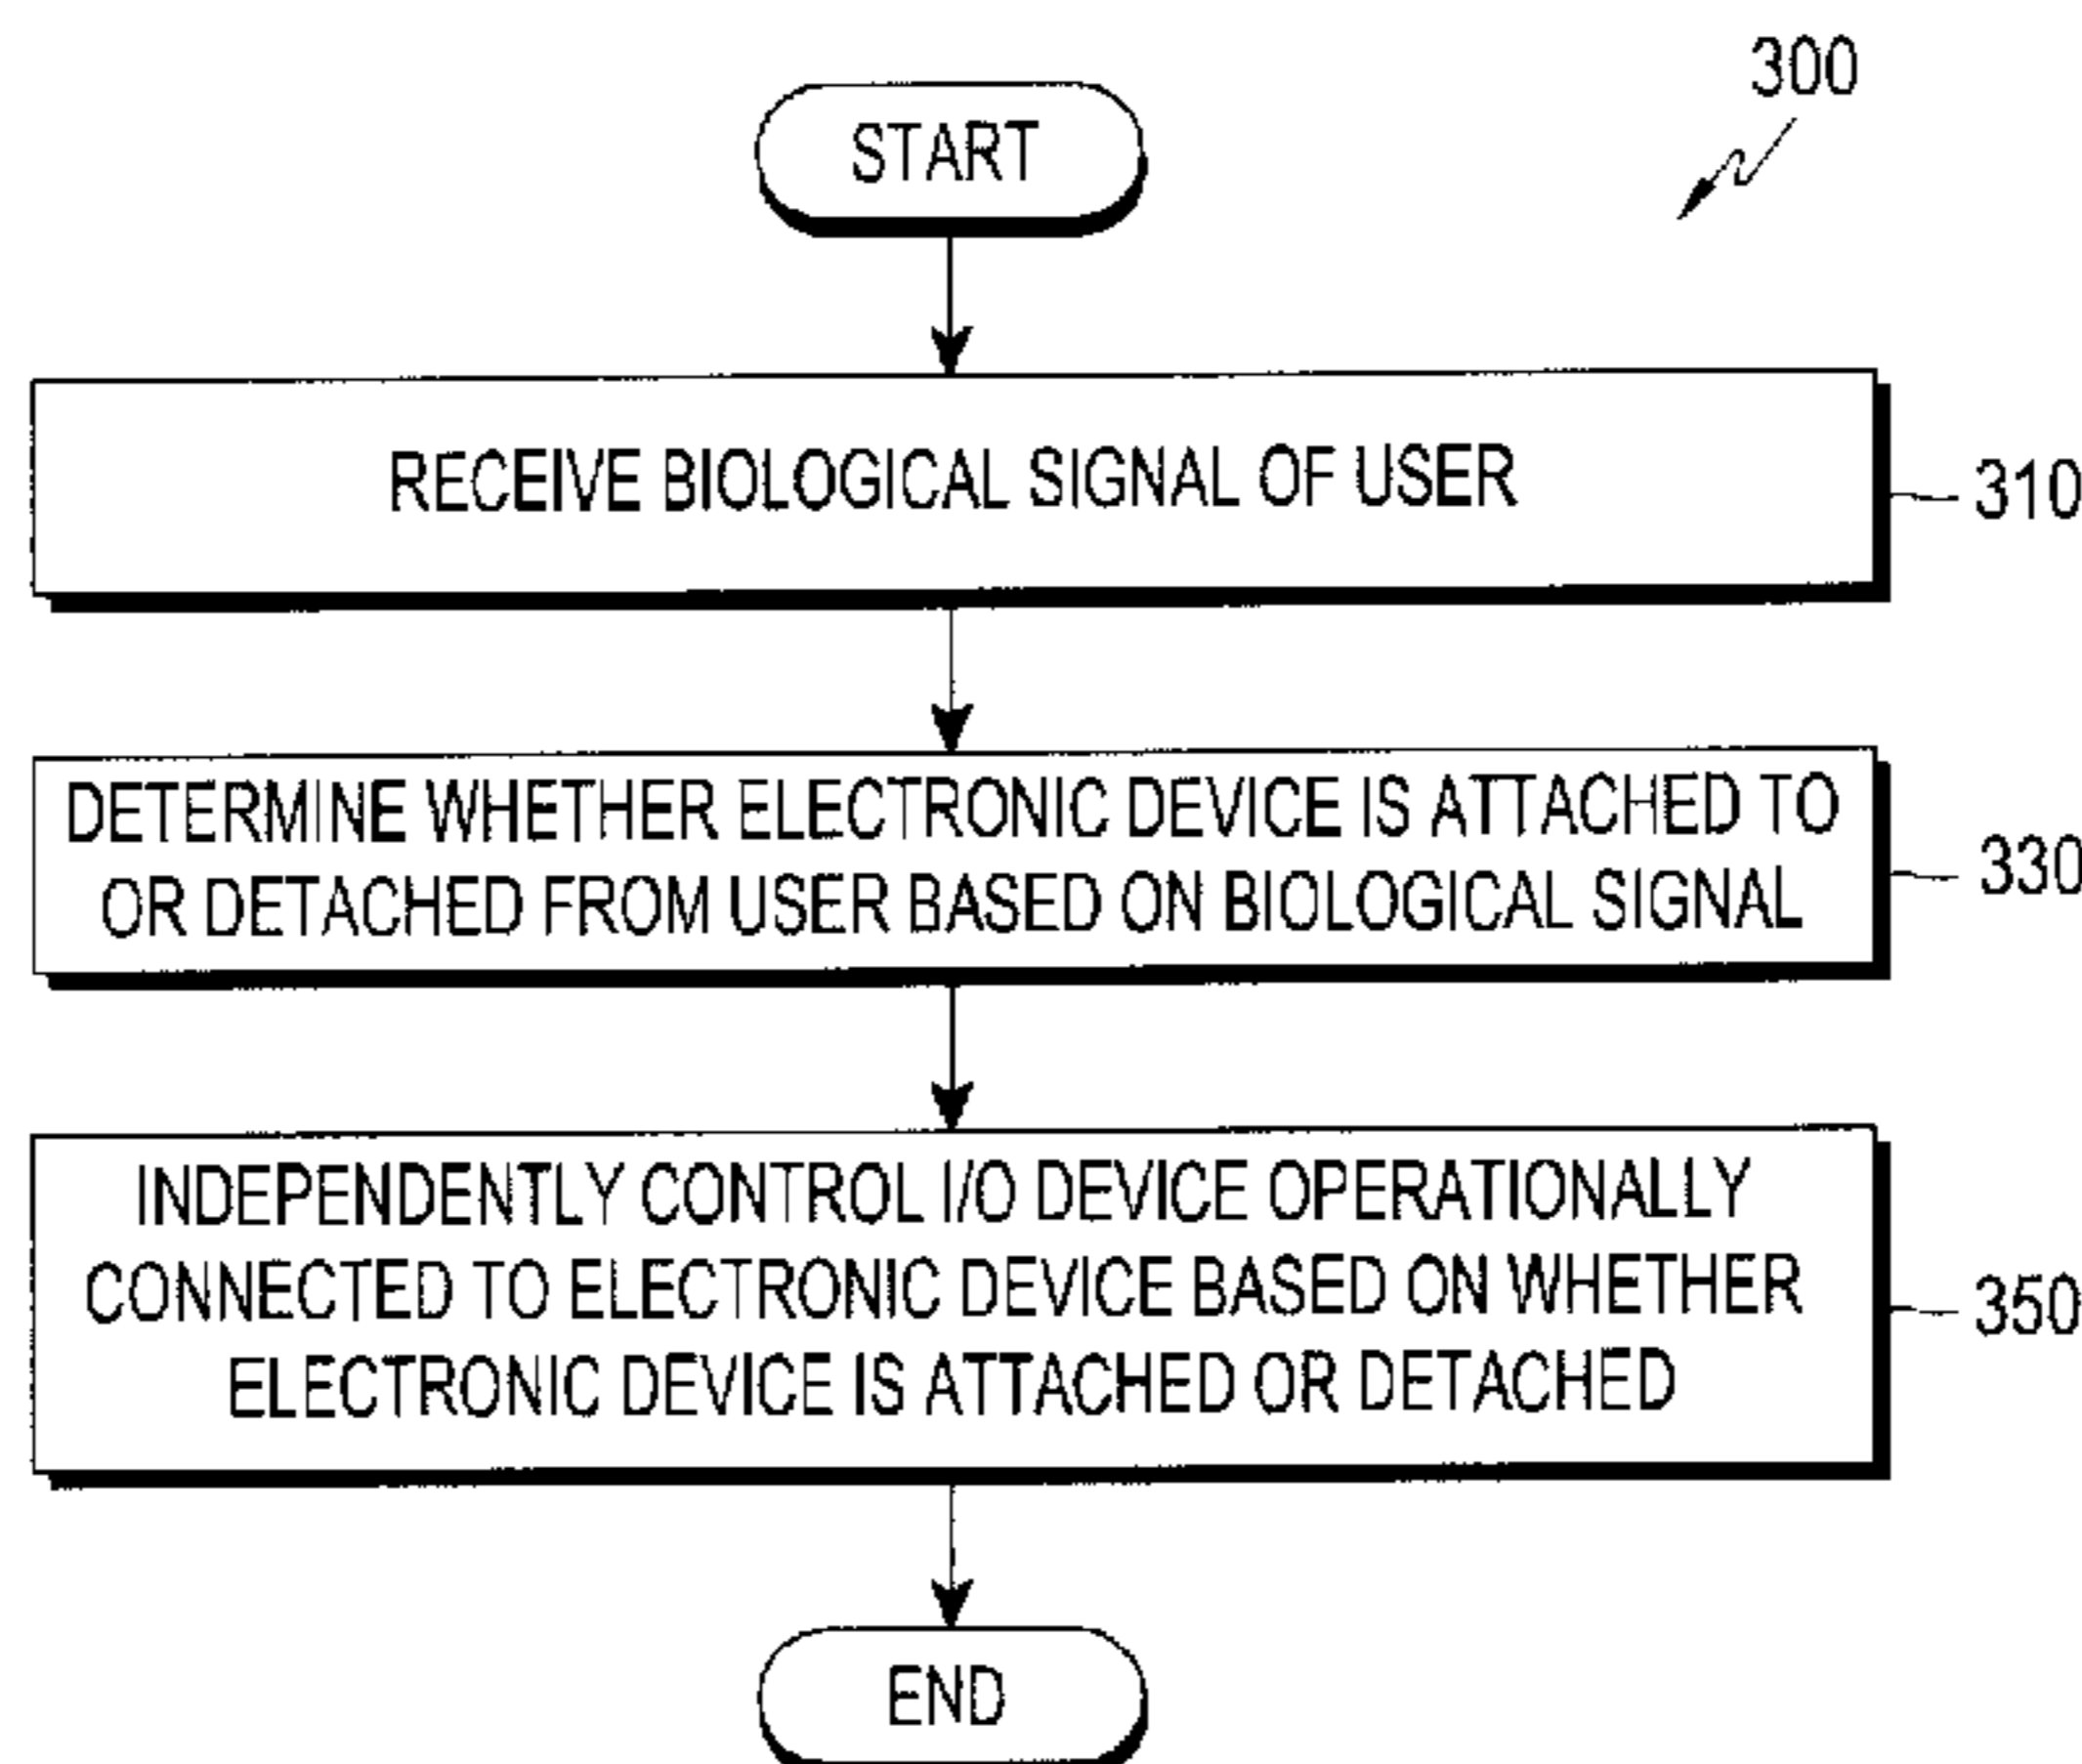 300
START
RECEIVE BIOLOGICAL SIGNAL OF USER
310
DETERMINE WHETHER ELECTRONIC DEVICE IS ATTACHED TO
OR DETACHED FROM USER BASED ON BIOLOGICAL SIGNAL
330
INDEPENDENTLY CONTROL I/O DEVICE OPERATIONALLY
CONNECTED TO ELECTRONIC DEVICE BASED ON WHETHER
ELECTRONIC DEVICE IS ATTACHED OR DETACHED
350
END